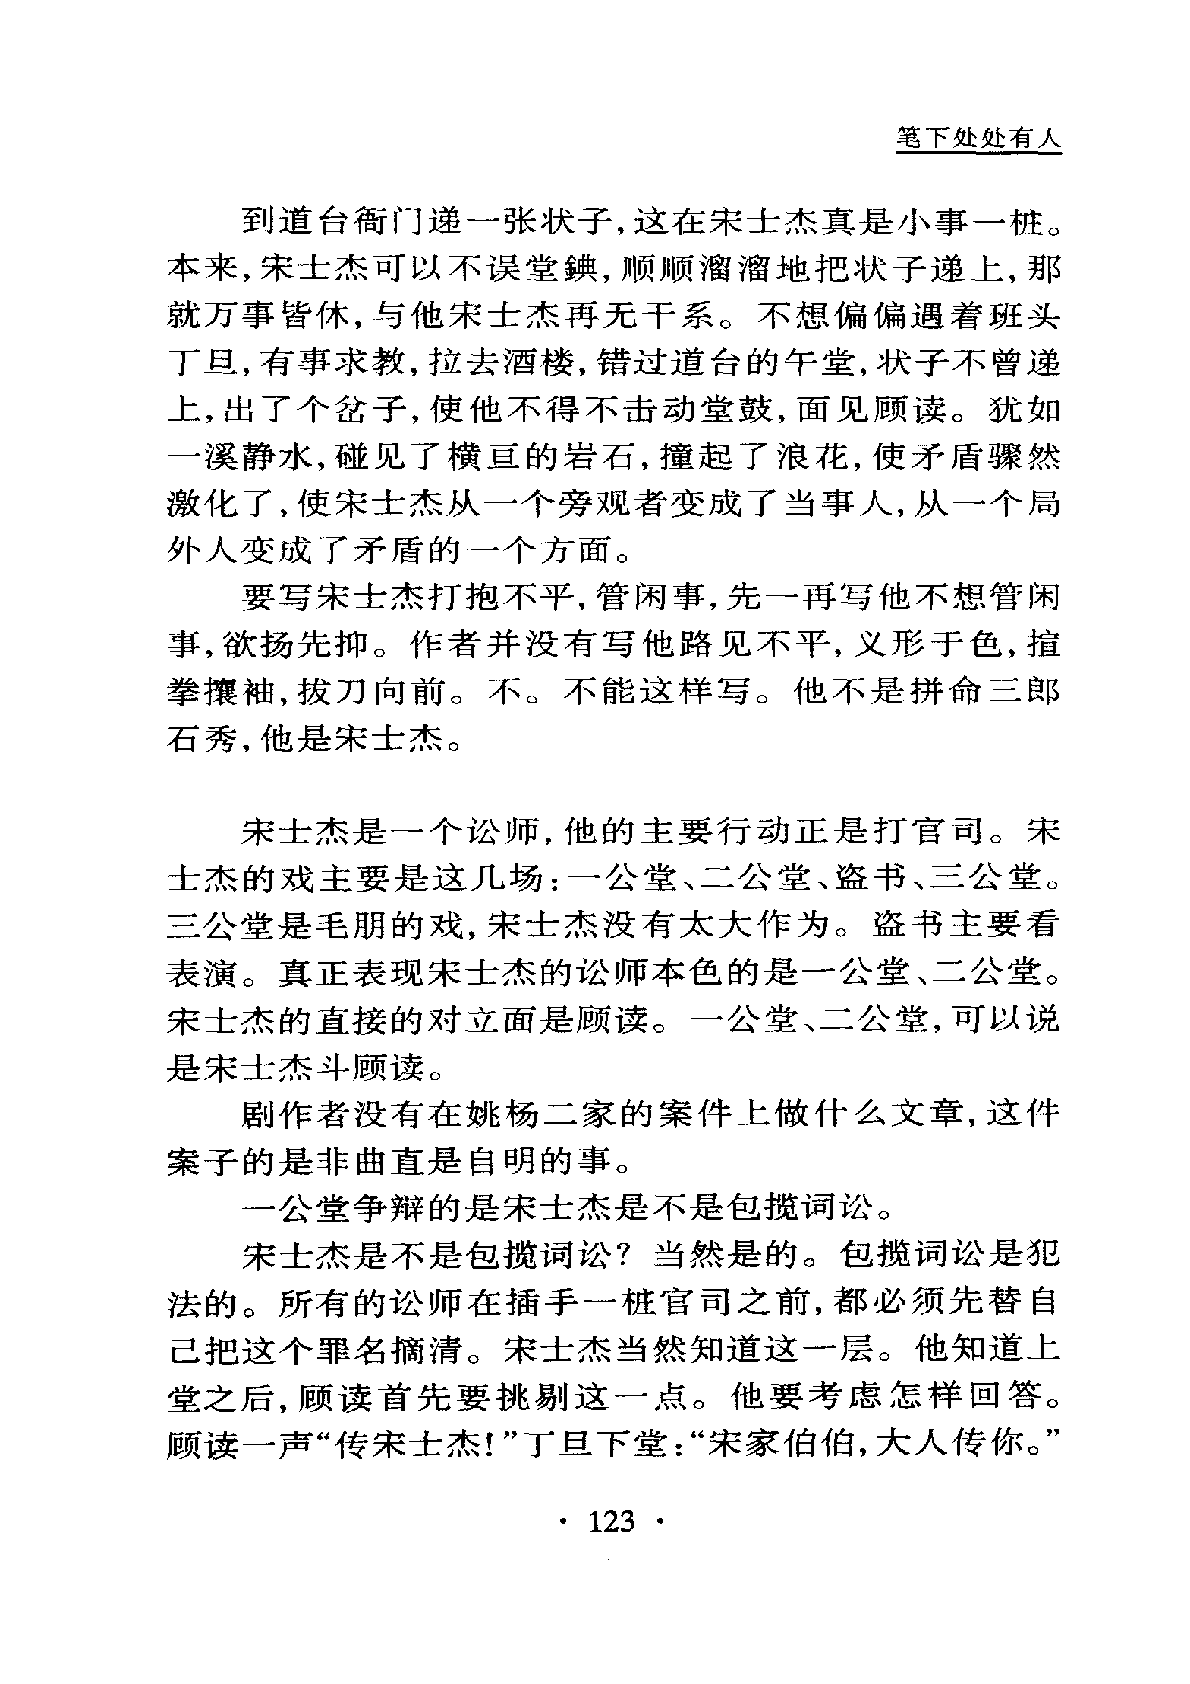 笔下处处有人
到道台衙门递一张状子,这在宋士杰真是小事一桩。
本来,宋士杰可以不误堂錪,顺顺溜溜地把状子递上,那
就万事皆休,与他宋士杰再无干系。不想偏偏遇着班头
丁旦,有事求教,拉去酒楼,错过道台的午堂,状子不曾递
上,出了个岔子,使他不得不击动堂鼓,面见顾读。犹如
一溪静水,碰见了横亘的岩石,撞起了浪花,使矛盾骤然
激化了,使宋士杰从一个旁观者变成了当事人,从一个局
外人变成了矛盾的一个方面。
要写宋士杰打抱不平,管闲事,先一再写他不想管闲
事,欲扬先抑。作者并没有写他路见不平,义形于色,揎
拳攘袖,拔刀向前。不。不能这样写。他不是拼命三郎
石秀,他是宋士杰。
宋士杰是一个讼师,他的主要行动正是打官司。宋
士杰的戏主要是这几场:一公堂、二公堂、盗书、三公堂。
三公堂是毛朋的戏,宋士杰没有太大作为。盗书主要看
表演。真正表现宋士杰的讼师本色的是一公堂、二公堂。
宋士杰的直接的对立面是顾读。一公堂、二公堂,可以说
是宋士杰斗顾读。
剧作者没有在姚杨二家的案件上做什么文章,这件
案子的是非曲直是自明的事。
一公堂争辩的是宋士杰是不是包揽词讼。
宋士杰是不是包揽词讼?当然是的。包揽词讼是犯
法的。所有的讼师在插手一桩官司之前,都必须先替自
己把这个罪名摘清。宋士杰当然知道这一层。他知道上
堂之后,顾读首先要挑剔这一点。他要考虑怎样回答。
顾读一声“传宋士杰!”丁旦下堂:“宋家伯伯,大人传你。”
· 123 ·